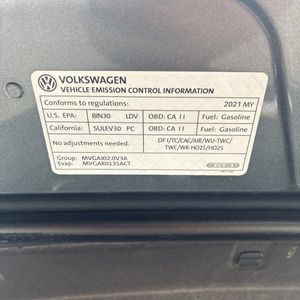 VOLKSWAGEN
VEHICLE EMISSION CONTROL INFORMATION
Conforms to regulations: 2021 MY
U.S. EPA: BIN30 LDV OBD: CA II Fuel: Gasoline
California: SULEV30 PC OBD: CA II Fuel: Gasoline
No adjustments needed. DFI/TC/CAC/AIR/WU-TWC/
TWC/WR-HO2S/HO2S
Group: MVGAJ02.0V3A
Evap: MVGAR0135ACT